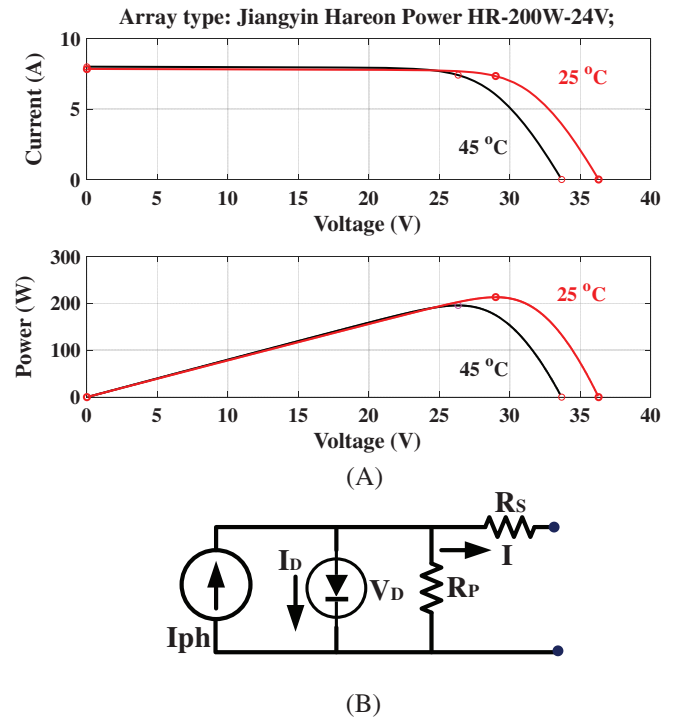 Array type: Jiangyin Hareon Power HR-200W-24V;
Current (A)
10
5
0
25 °C
45 °C
0 5 10 15 20 25 30 35 40
Voltage (V)
Power (W)
300
200
100
0
25 °C
45 °C
0 5 10 15 20 25 30 35 40
Voltage (V)
(A)
RS
ID
VD
RP
I
Iph
(B)